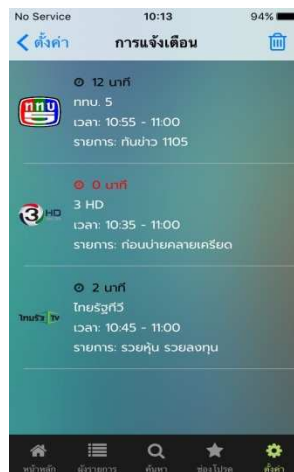 No Service 10:13 94%
ตั้งค่า การแจ้งเตือน
12 นาที
ททบ
ททบ. 5
เวลา: 10:55 - 11:00
รายการ: ทันข่าว 1105
0 นาที
3 HD
3 HD
เวลา: 10:35 - 11:00
รายการ: ก่อนบ่ายคลายเครียด
2 นาที
ไทยรัฐ tv
ไทยรัฐทีวี
เวลา: 10:45 - 11:00
รายการ: รวยหุ้น รวยลงทุน
หน้าหลัก ผังรายการ ค้นหา ช่องโปรด ตั้งค่า